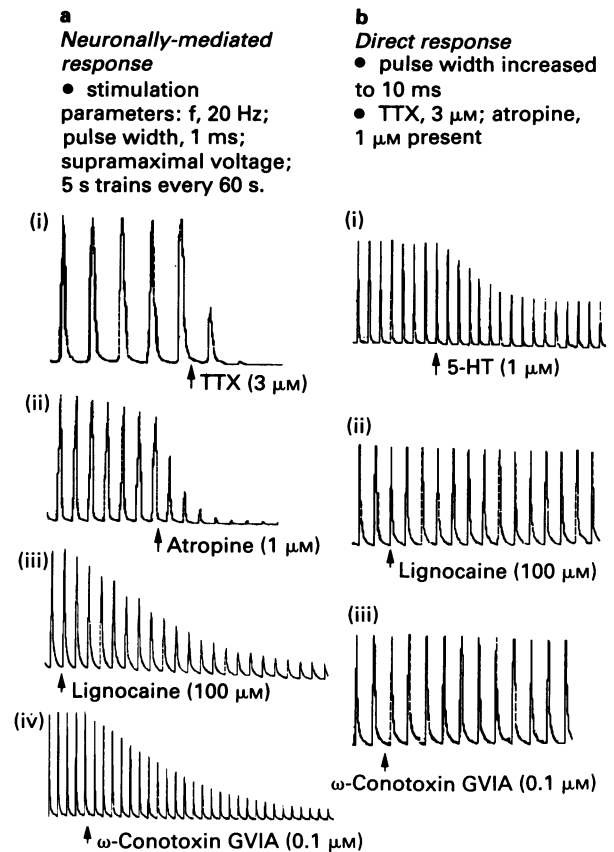 a
Neuronally-mediated
response
● stimulation
parameters: f, 20 Hz;
pulse width, 1 ms;
supramaximal voltage;
5 s trains every 60 s.
(i)
TTX (3 μM)
(ii)
Atropine (1 μM)
(iii)
Lignocaine (100 μM)
(iv)
ω-Conotoxin GVIA (0.1 μM)
b
Direct response
● pulse width increased
to 10 ms
● TTX, 3 μM; atropine,
1 μM present
(i)
5-HT (1 μM)
(ii)
Lignocaine (100 μM)
(iii)
ω-Conotoxin GVIA (0.1 μM)